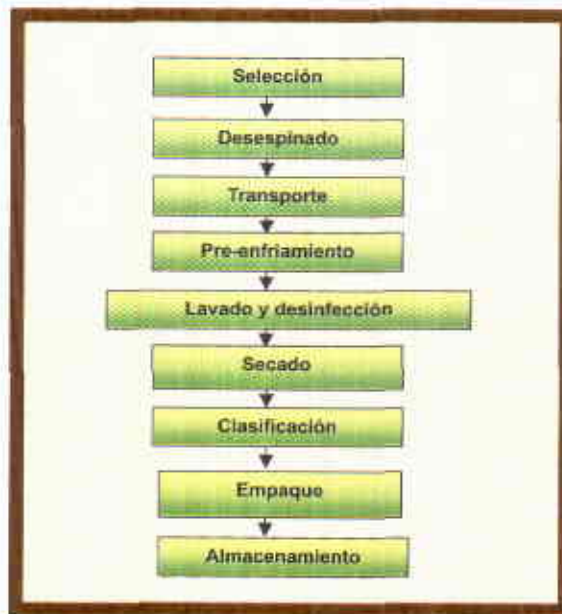 Selección
Desespinado
Transporte
Pre-enfriamiento
Lavado y desinfección
Secado
Clasificación
Empaque
Almacenamiento